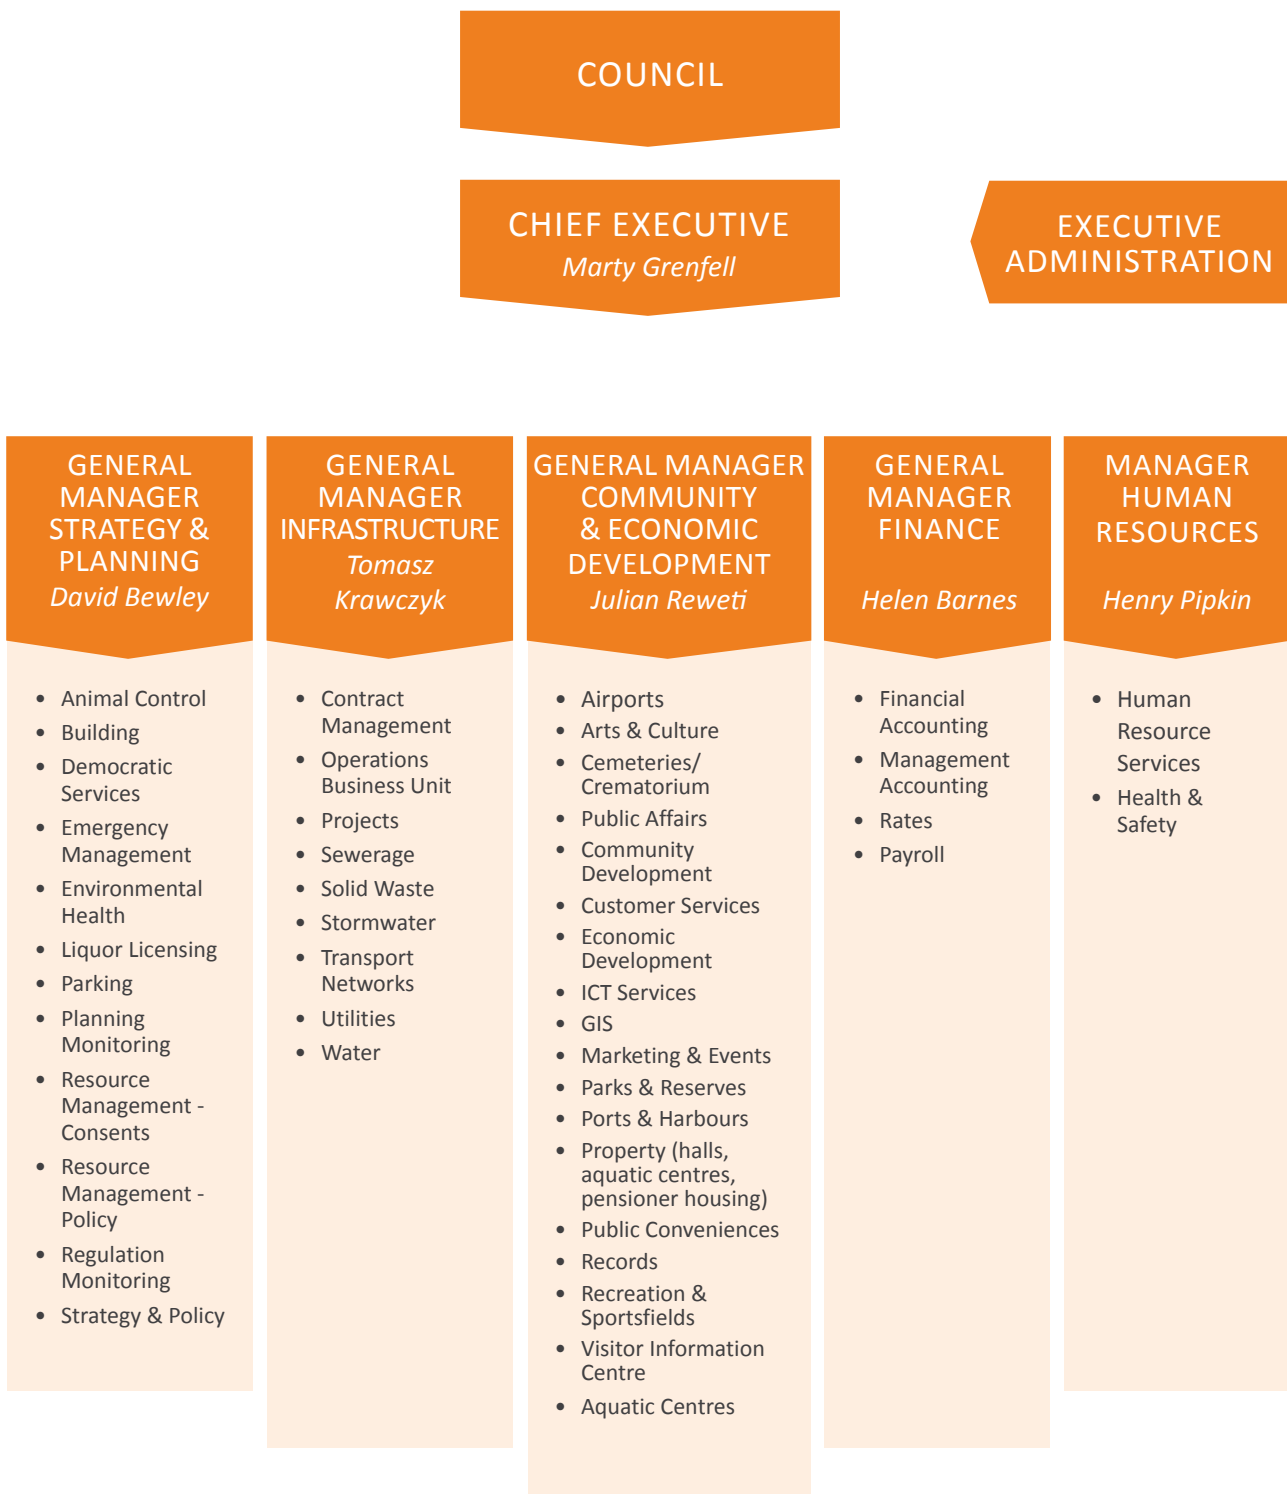 COUNCIL
CHIEF EXECUTIVE
Marty Grenfell
EXECUTIVE
ADMINISTRATION
GENERAL
MANAGER
STRATEGY &
PLANNING
David Bewley
• Animal Control
• Building
• Democratic
Services
• Emergency
Management
• Environmental
Health
• Liquor Licensing
• Parking
• Planning
Monitoring
• Resource
Management -
Consents
• Resource
Management -
Policy
• Regulation
Monitoring
• Strategy & Policy
GENERAL
MANAGER
INFRASTRUCTURE
Tomasz
Krawczyk
• Contract
Management
• Operations
Business Unit
• Projects
• Sewerage
• Solid Waste
• Stormwater
• Transport
Networks
• Utilities
• Water
GENERAL MANAGER
COMMUNITY
& ECONOMIC
DEVELOPMENT
Julian Reweti
• Airports
• Arts & Culture
• Cemeteries/
Crematorium
• Public Affairs
• Community
Development
• Customer Services
• Economic
Development
• ICT Services
• GIS
• Marketing & Events
• Parks & Reserves
• Ports & Harbours
• Property (halls,
aquatic centres,
pensioner housing)
• Public Conveniences
• Records
• Recreation &
Sportsfields
• Visitor Information
Centre
• Aquatic Centres
GENERAL
MANAGER
FINANCE
Helen Barnes
• Financial
Accounting
• Management
Accounting
• Rates
• Payroll
MANAGER
HUMAN
RESOURCES
Henry Pipkin
• Human
Resource
Services
• Health &
Safety